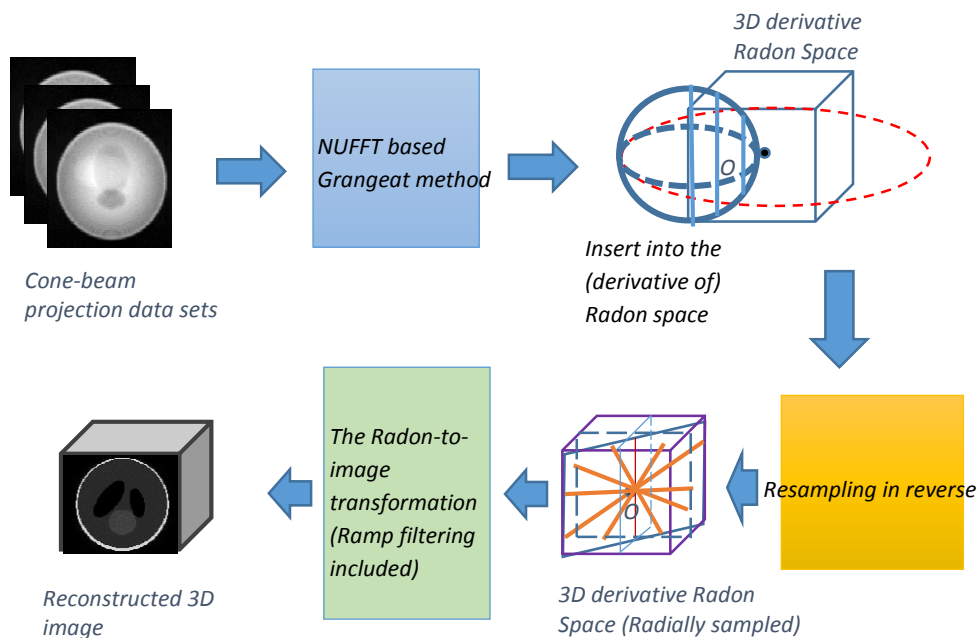 3D derivative
Radon Space
NUFFT based
Grangeat method
O
Cone-beam
projection data sets
Insert into the
(derivative of)
Radon space
Resampling in reverse
O
3D derivative Radon
Space (Radially sampled)
The Radon-to-
image
transformation
(Ramp filtering
included)
Reconstructed 3D
image